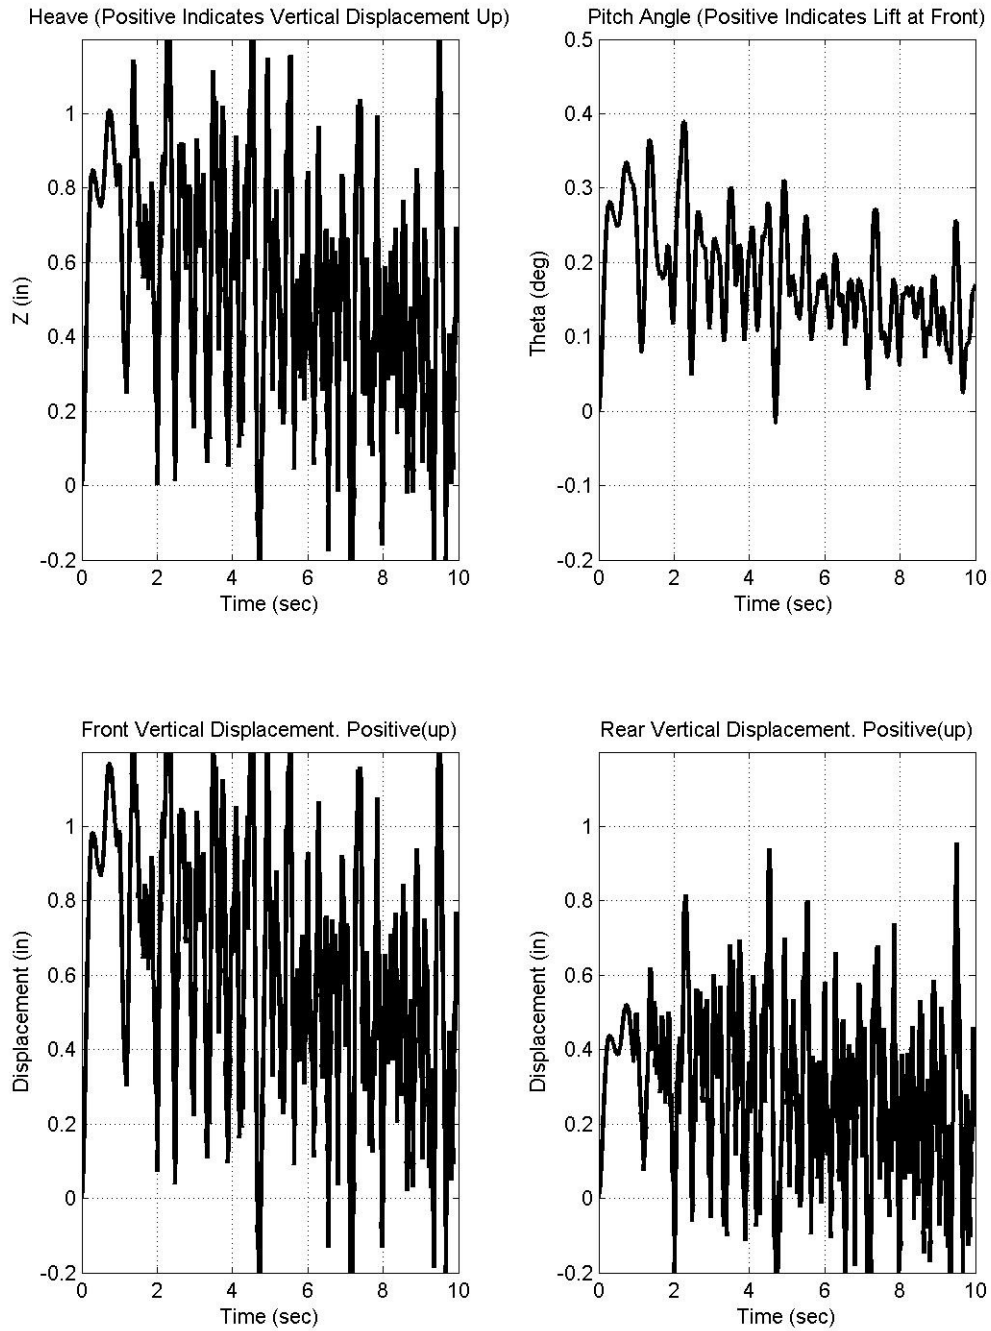 Heave (Positive Indicates Vertical Displacement Up)
Z (in)
1
0.8
0.6
0.4
0.2
0
-0.2
0 2 4 6 8 10
Time (sec)
Pitch Angle (Positive Indicates Lift at Front)
Theta (deg)
0.5
0.4
0.3
0.2
0.1
0
-0.1
-0.2
0 2 4 6 8 10
Time (sec)
Front Vertical Displacement. Positive(up)
Displacement (in)
1
0.8
0.6
0.4
0.2
0
-0.2
0 2 4 6 8 10
Time (sec)
Rear Vertical Displacement. Positive(up)
Displacement (in)
1
0.8
0.6
0.4
0.2
0
-0.2
0 2 4 6 8 10
Time (sec)